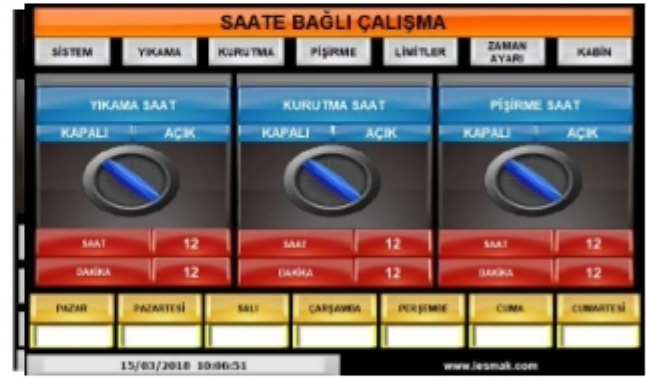 SAATE BAĞLI ÇALIŞMA
SİSTEM YIKAMA KURUTMA PİŞİRME LİMİTLER ZAMAN AYARI KABİN
YIKAMA SAAT KURUTMA SAAT PİŞİRME SAAT
KAPALI AÇIK KAPALI AÇIK KAPALI AÇIK
SAAT 12 SAAT 12 SAAT 12
DAKİKA 12 DAKİKA 12 DAKİKA 12
PAZAR PAZARTESİ SALI ÇARŞAMBA PERŞEMBE CUMA CUMARTESİ
15/03/2018 10:06:51 www.lesmak.com